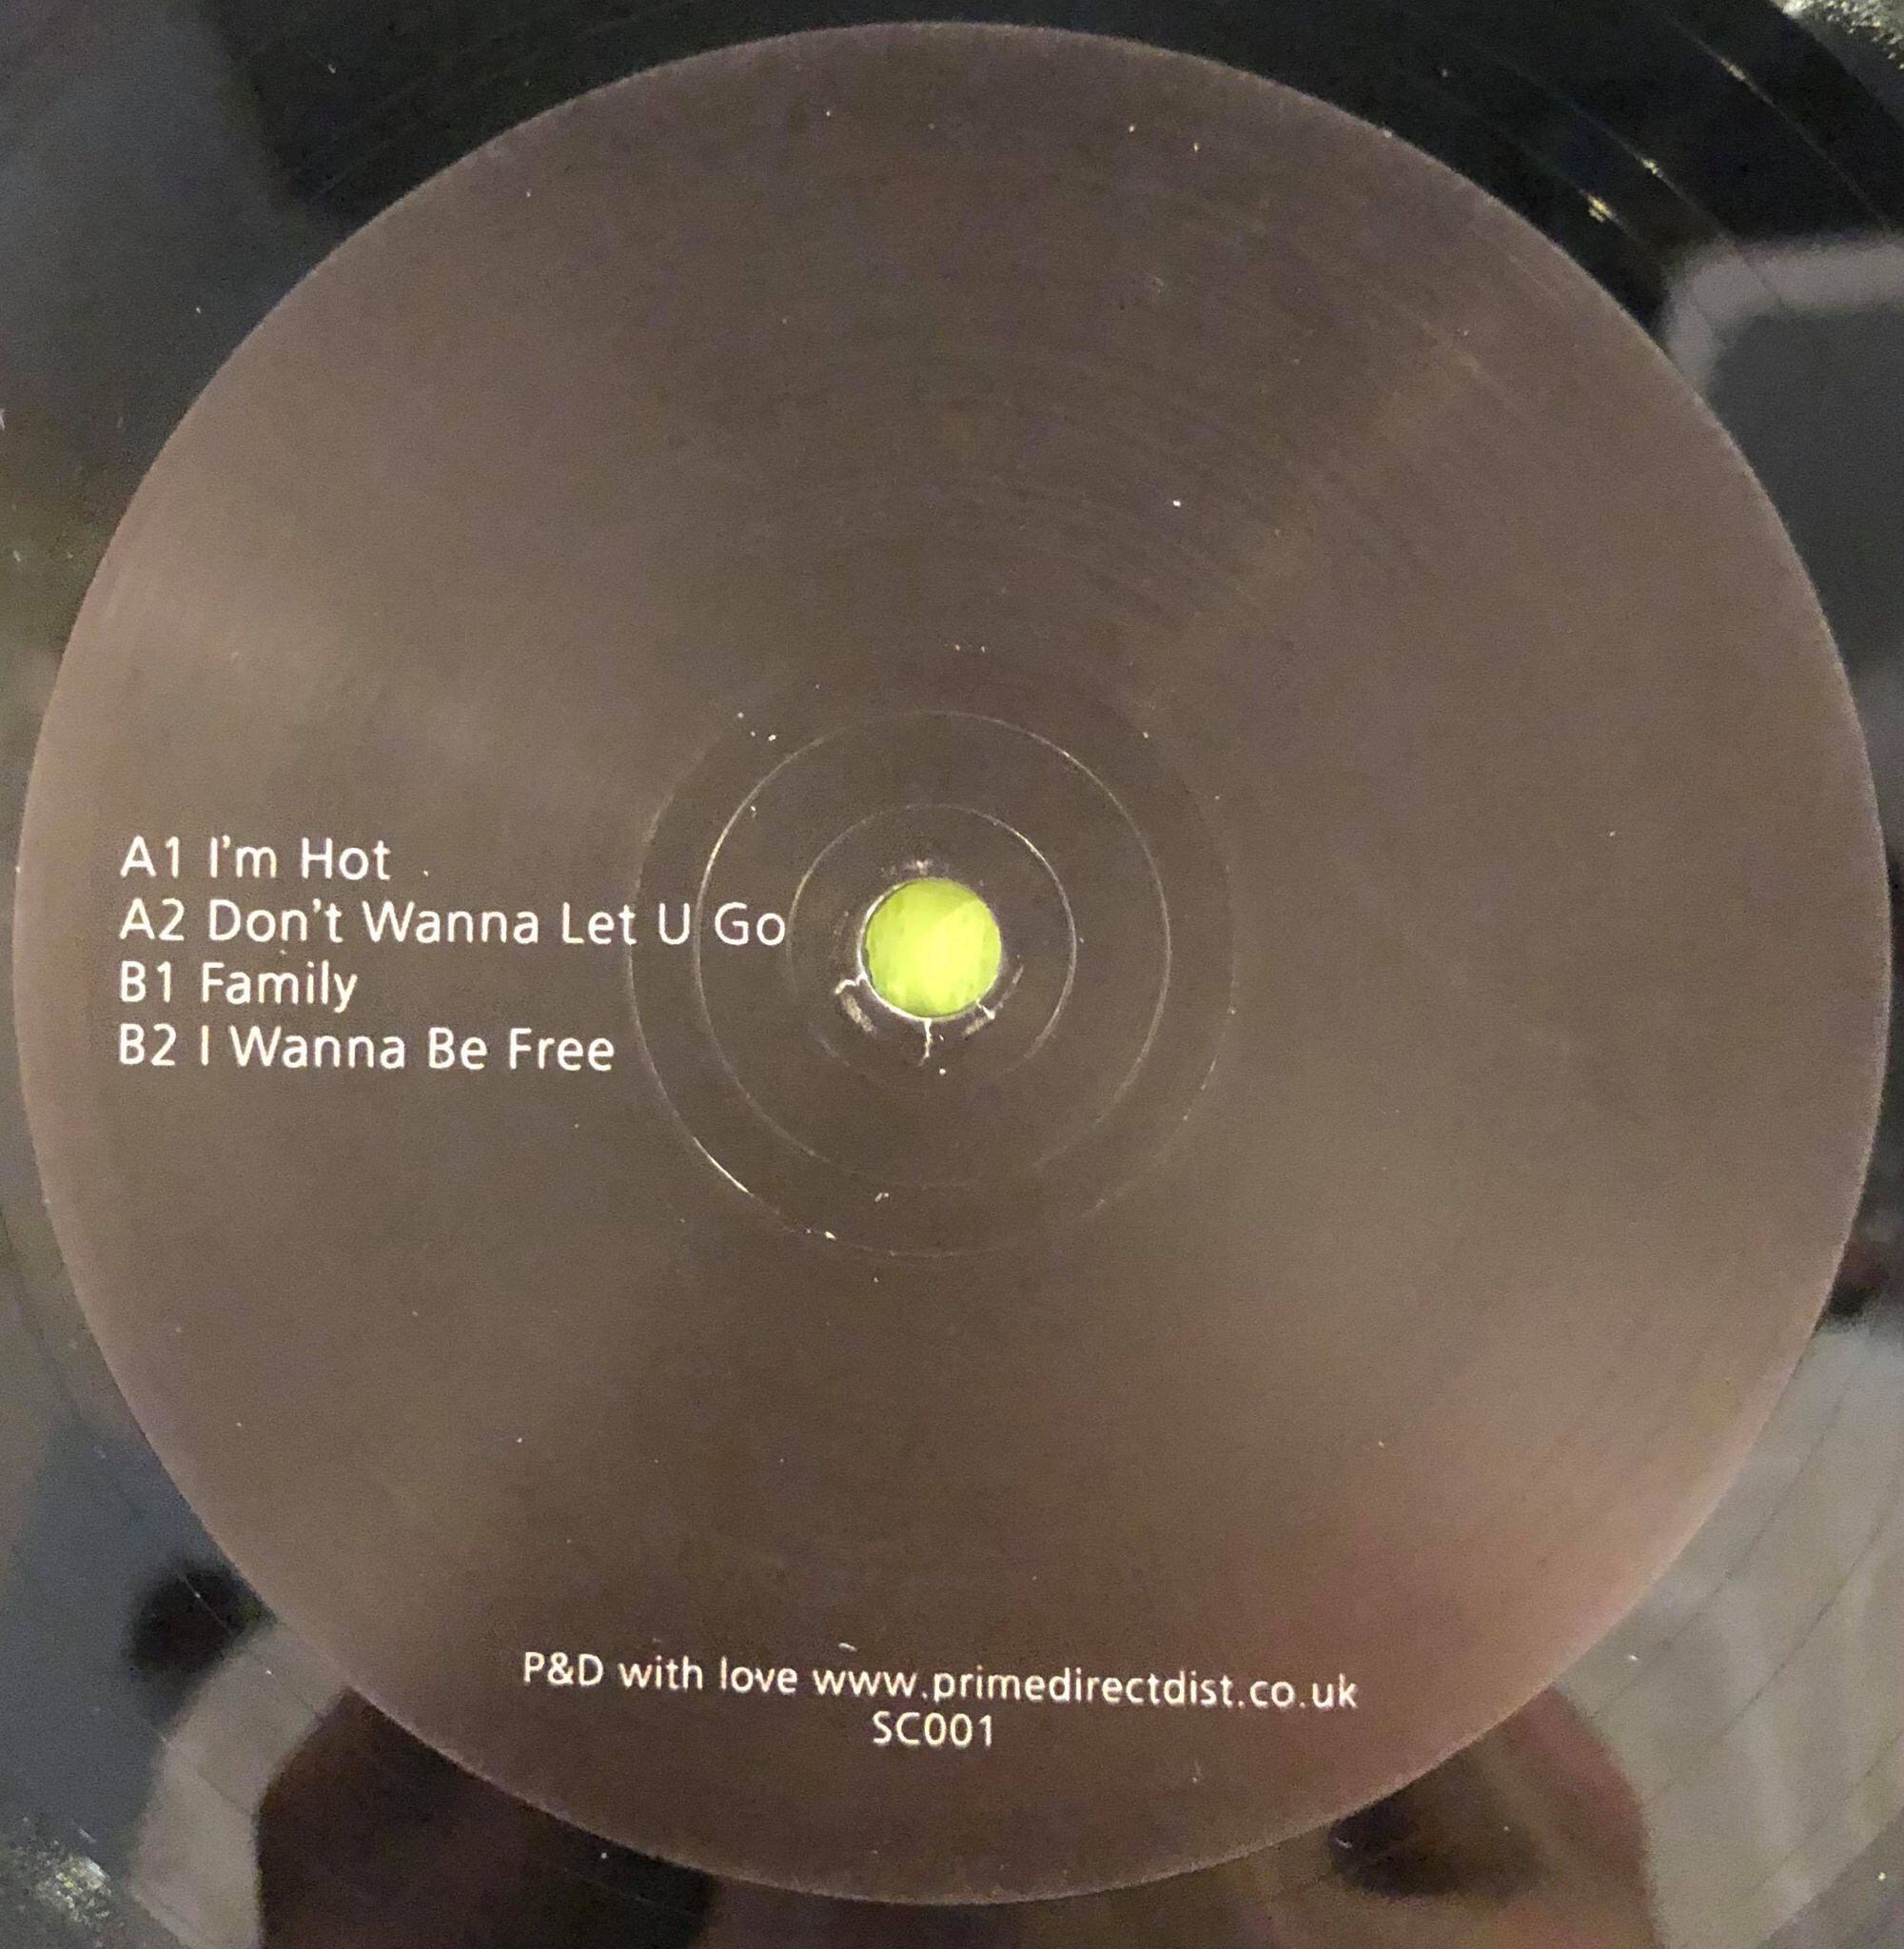 A1 I'm Hot
A2 Don't Wanna Let U Go
B1 Family
B2 I Wanna Be Free
P&D with love www.primedirectdist.co.uk
SC001